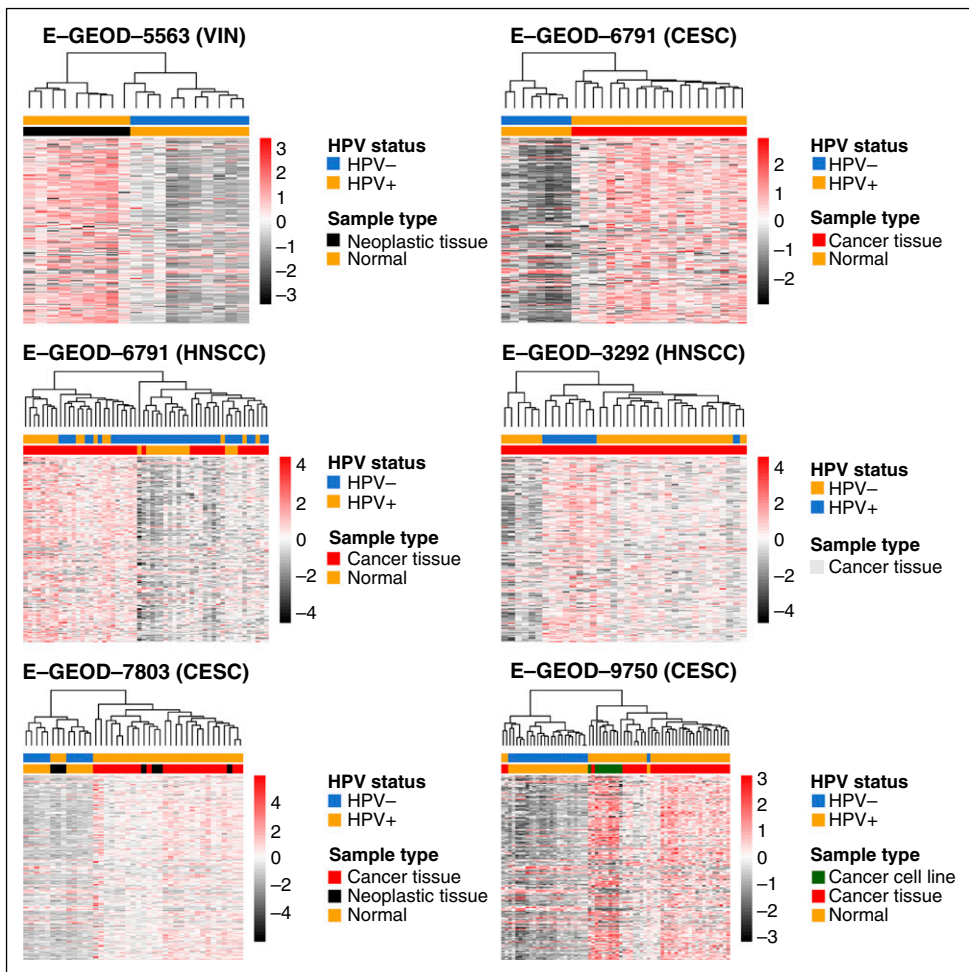 E–GEOD–5563 (VIN)
3
2
1
0
–1
–2
–3
HPV status
HPV–
HPV+
Sample type
Neoplastic tissue
Normal
E–GEOD–6791 (CESC)
2
1
0
–1
–2
HPV status
HPV–
HPV+
Sample type
Cancer tissue
Normal
E–GEOD–6791 (HNSCC)
4
2
0
–2
–4
HPV status
HPV–
HPV+
Sample type
Cancer tissue
Normal
E–GEOD–3292 (HNSCC)
4
2
0
–2
–4
HPV status
HPV–
HPV+
Sample type
Cancer tissue
E–GEOD–7803 (CESC)
4
2
0
–2
–4
HPV status
HPV–
HPV+
Sample type
Cancer tissue
Neoplastic tissue
Normal
E–GEOD–9750 (CESC)
3
2
1
0
–1
–2
–3
HPV status
HPV–
HPV+
Sample type
Cancer cell line
Cancer tissue
Normal